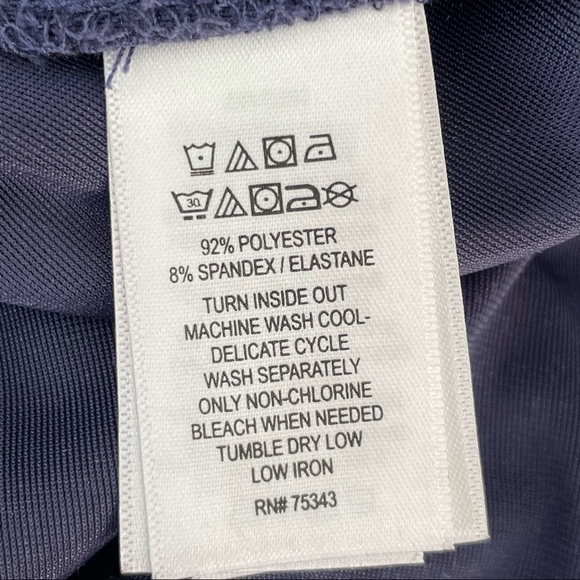 30
92% POLYESTER
8% SPANDEX / ELASTANE
TURN INSIDE OUT
MACHINE WASH COOL-
DELICATE CYCLE
WASH SEPARATELY
ONLY NON-CHLORINE
BLEACH WHEN NEEDED
TUMBLE DRY LOW
LOW IRON
RN# 75343